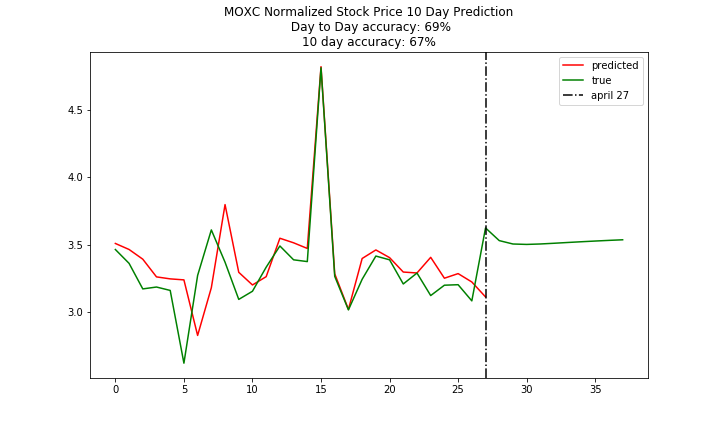 MOXC Normalized Stock Price 10 Day Prediction
Day to Day accuracy: 69%
10 day accuracy: 67%
predicted
true
april 27
4.5
4.0
3.5
3.0
0 5 10 15 20 25 30 35